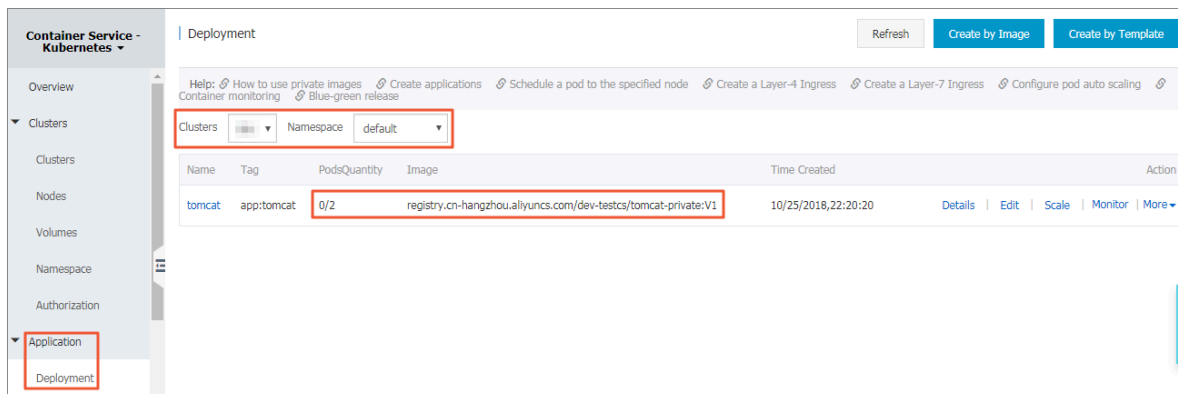 Container Service -
Kubernetes
Overview
Clusters
Clusters
Nodes
Volumes
Namespace
Authorization
Application
Deployment
Deployment
Refresh
Create by Image
Create by Template
Help: How to use private images Create applications Schedule a pod to the specified node Create a Layer-4 Ingress Create a Layer-7 Ingress Configure pod auto scaling
Container monitoring Blue-green release
Clusters Namespace default
Name Tag PodsQuantity Image Time Created Action
tomcat app:tomcat 0/2 registry.cn-hangzhou.aliyuncs.com/dev-testcs/tomcat-private:V1 10/25/2018,22:20:20 Details | Edit | Scale | Monitor | More